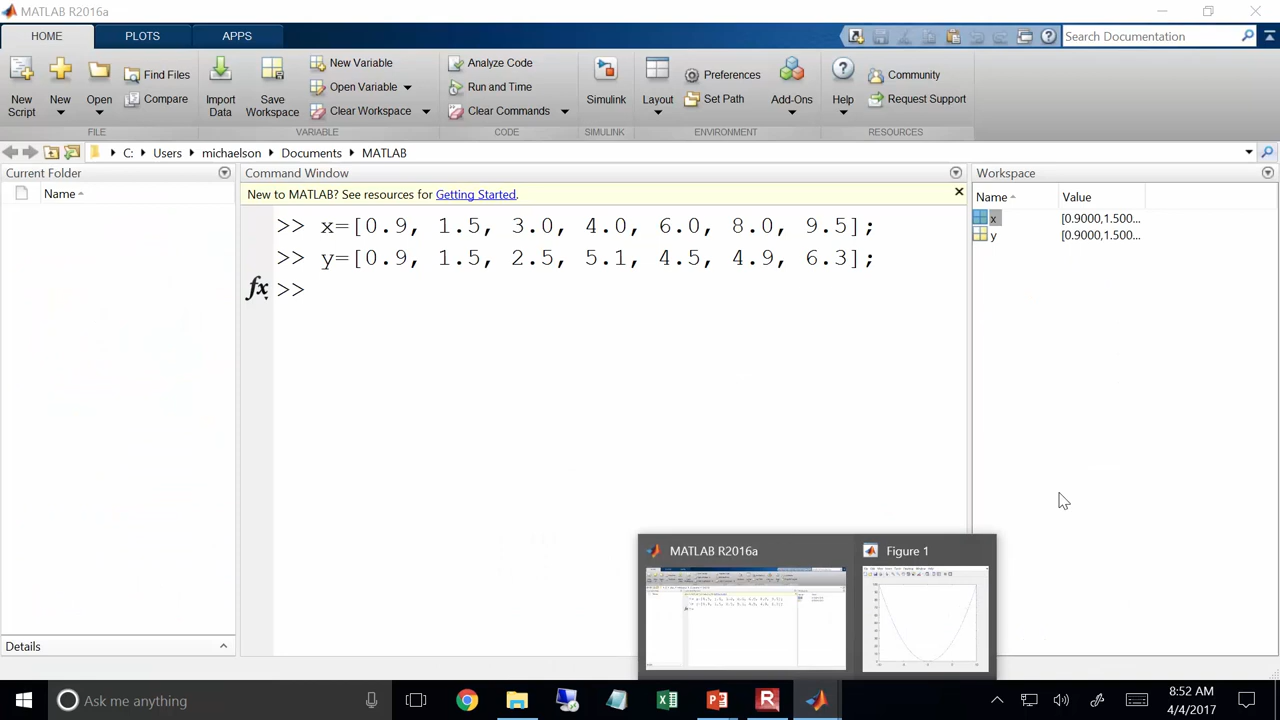 MATLAB R2016a
HOME PLOTS APPS
Search Documentation
New Script
New
Open
Find Files
Compare
Import Data
Save Workspace
New Variable
Open Variable
Clear Workspace
Analyze Code
Run and Time
Clear Commands
Simulink
Layout
Preferences
Set Path
Add-Ons
Help
Community
Request Support
FILE VARIABLE CODE SIMULINK ENVIRONMENT RESOURCES
C: Users michaelson Documents MATLAB
Current Folder
Name
Details
Command Window
New to MATLAB? See resources for Getting Started.
>> x=[0.9, 1.5, 3.0, 4.0, 6.0, 8.0, 9.5];
>> y=[0.9, 1.5, 2.5, 5.1, 4.5, 4.9, 6.3];
fx >>
Workspace
Name Value
x [0.9000,1.500...
y [0.9000,1.500...
MATLAB R2016a
Figure 1
Ask me anything
8:52 AM
4/4/2017